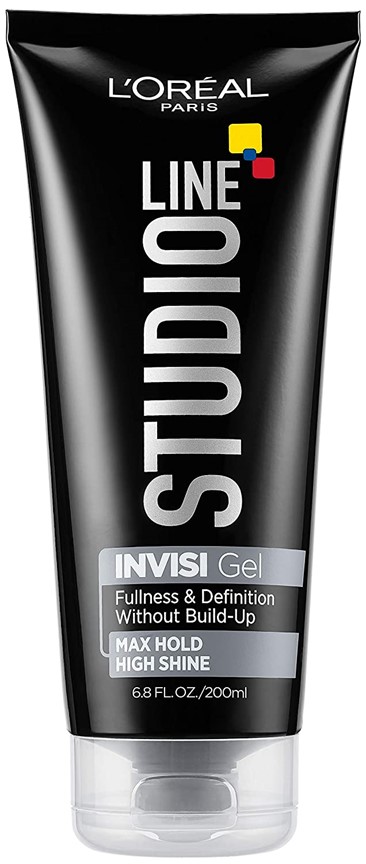 L'ORÉAL
PARIS
STUDIO
LINE
INVISI Gel
Fullness & Definition
Without Build-Up
MAX HOLD
HIGH SHINE
6.8 FL.OZ./200ml